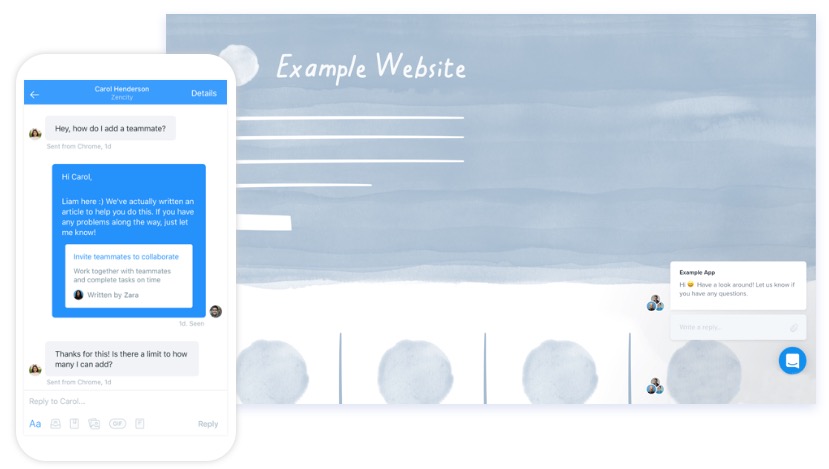 Example Website
Carol Henderson
Details
Zencity
Hey, how do I add a teammate?
Sent from Chrome, 1d
Hi Carol,
Liam here :) We've actually written an
article to help you do this. If you have
any problems along the way, just let
me know!
Invite teammates to collaborate
Work together with teammates
and complete tasks on time
Written by Zara
1d. Seen
Thanks for this! Is there a limit to how
many I can add?
Sent from Chrome, 1d
Reply to Carol...
Aa
GIF
Reply
Example App
Hi 😄 Have a look around! Let us know if
you have any questions.
Write a reply...